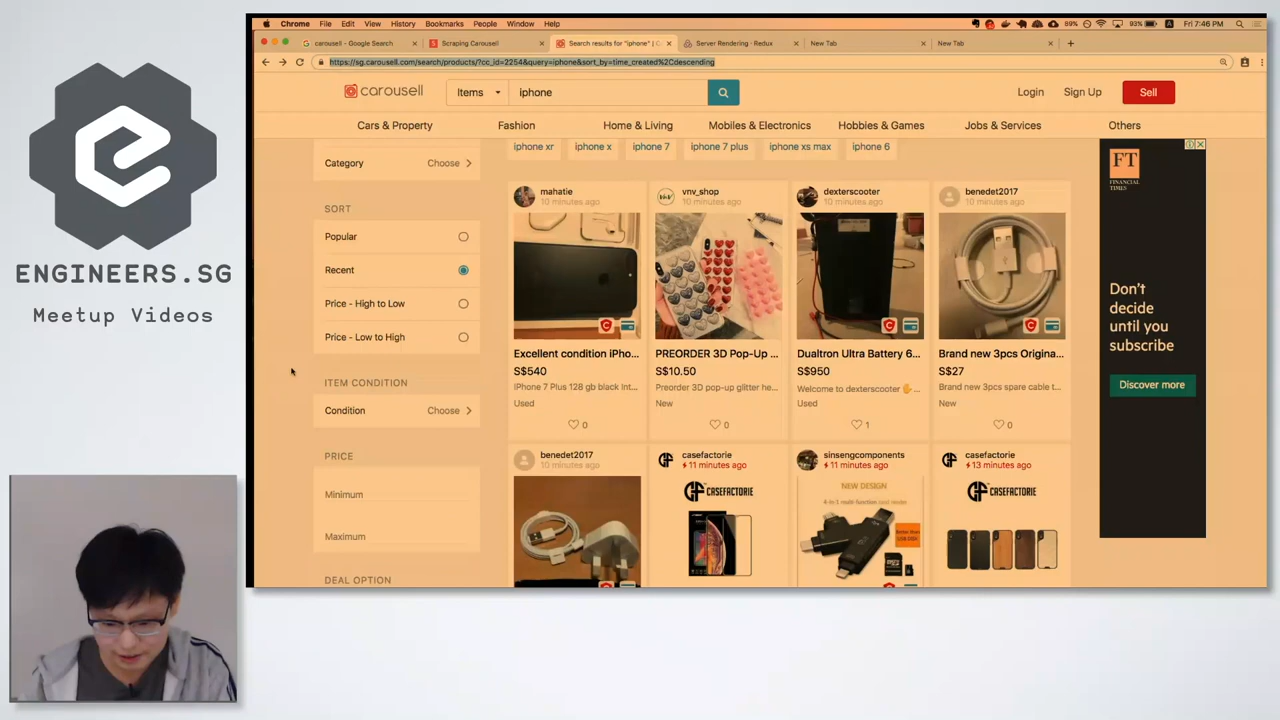 Chrome File Edit View History Bookmarks People Window Help
89%
93%
Fri 7:46 PM
carousell - Google Search
Scraping Carousell
Search results for "iphone" | C
Server Rendering · Redux
New Tab
New Tab
https://sg.carousell.com/search/products/?cc_id=2254&query=iphone&sort_by=time_created%2Cdescending
carousell
Items
iphone
Login
Sign Up
Sell
Cars & Property
Fashion
Home & Living
Mobiles & Electronics
Hobbies & Games
Jobs & Services
Others
iphone xr
iphone x
iphone 7
iphone 7 plus
iphone xs max
iphone 6
Category
Choose
SORT
Popular
Recent
Price - High to Low
Price - Low to High
ITEM CONDITION
Condition
Choose
PRICE
Minimum
Maximum
DEAL OPTION
mahatie
10 minutes ago
Excellent condition iPho...
S$540
IPhone 7 Plus 128 gb black Int...
Used
0
vnv_shop
10 minutes ago
PREORDER 3D Pop-Up ...
S$10.50
Preorder 3D pop-up glitter he...
New
0
dexterscooter
10 minutes ago
Dualtron Ultra Battery 6...
S$950
Welcome to dexterscooter
Used
1
benedet2017
10 minutes ago
Brand new 3pcs Origina...
S$27
Brand new 3pcs spare cable t...
New
0
benedet2017
10 minutes ago
casefactorie
11 minutes ago
CASEFACTORIE
sinsengcomponents
11 minutes ago
NEW DESIGN
casefactorie
13 minutes ago
CASEFACTORIE
FT
FINANCIAL
TIMES
Don't
decide
until you
subscribe
Discover more
ENGINEERS.SG
Meetup Videos